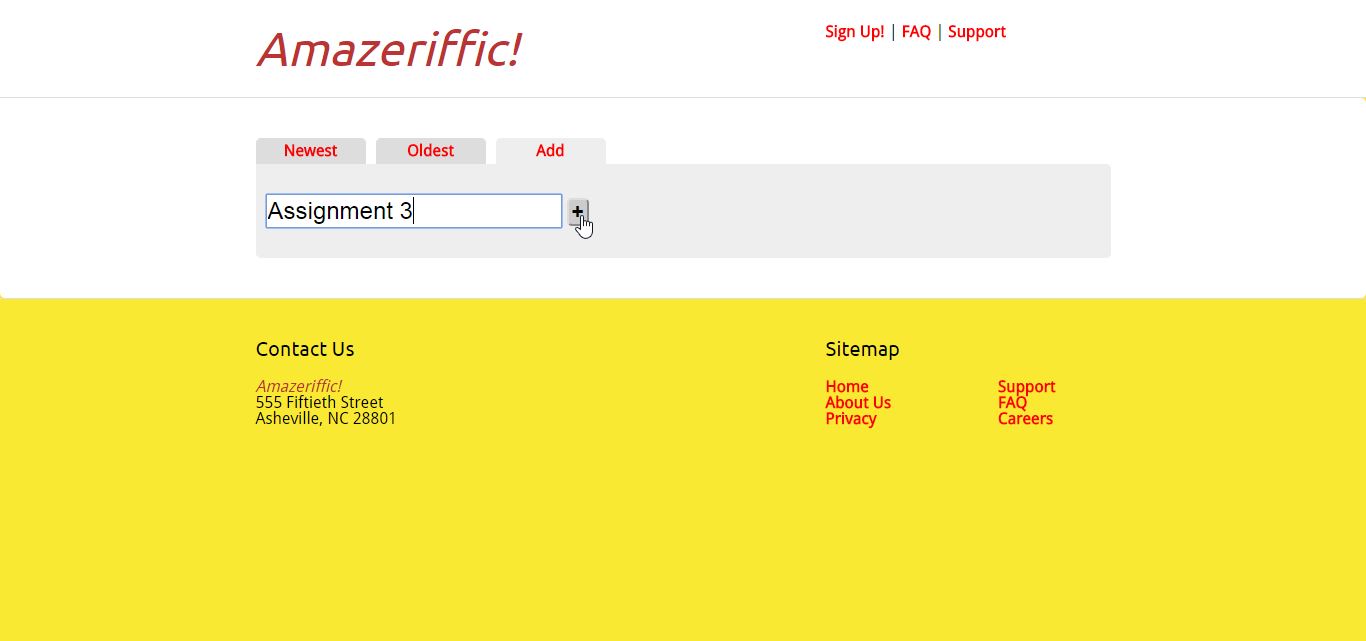 Amazeriffic!
Sign Up! | FAQ | Support
Newest
Oldest
Add
Assignment 3
+
Contact Us
Amazeriffic!
555 Fiftieth Street
Asheville, NC 28801
Sitemap
Home
About Us
Privacy
Support
FAQ
Careers